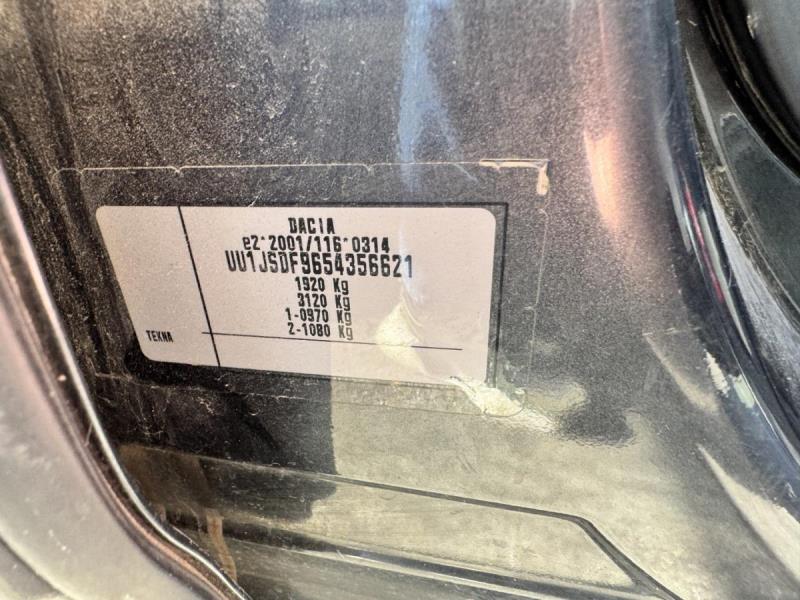 DACIA
e2*2001/116*0314
UU1JSDF9654356621
1920 Kg
3120 Kg
1-0970 Kg
2-1080 Kg
TEKNA